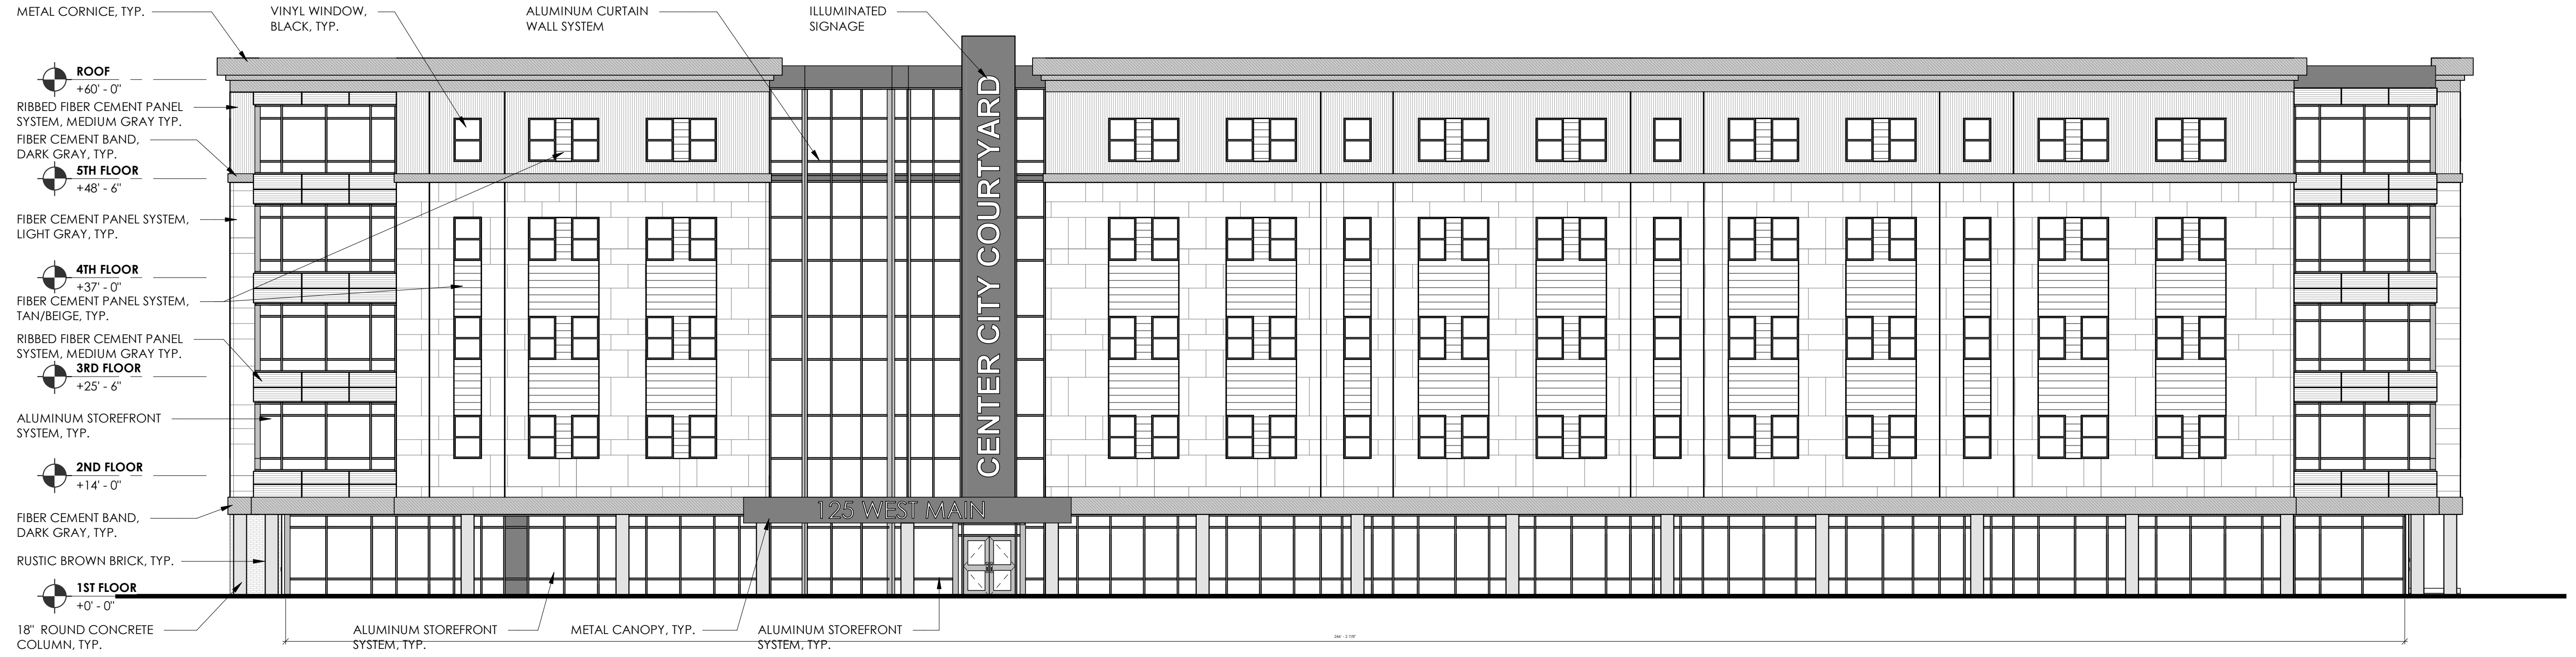 METAL CORNICE, TYP.
VINYL WINDOW,
BLACK, TYP.
ALUMINUM CURTAIN
WALL SYSTEM
ILLUMINATED
SIGNAGE
ROOF
+60' - 0"
RIBBED FIBER CEMENT PANEL
SYSTEM, MEDIUM GRAY TYP.
FIBER CEMENT BAND,
DARK GRAY, TYP.
5TH FLOOR
+48' - 6"
FIBER CEMENT PANEL SYSTEM,
LIGHT GRAY, TYP.
4TH FLOOR
+37' - 0"
FIBER CEMENT PANEL SYSTEM,
TAN/BEIGE, TYP.
RIBBED FIBER CEMENT PANEL
SYSTEM, MEDIUM GRAY TYP.
3RD FLOOR
+25' - 6"
ALUMINUM STOREFRONT
SYSTEM, TYP.
2ND FLOOR
+14' - 0"
FIBER CEMENT BAND,
DARK GRAY, TYP.
RUSTIC BROWN BRICK, TYP.
1ST FLOOR
+0' - 0"
18" ROUND CONCRETE
COLUMN, TYP.
CENTER CITY COURTYARD
125 WEST MAIN
ALUMINUM STOREFRONT
SYSTEM, TYP.
METAL CANOPY, TYP.
ALUMINUM STOREFRONT
SYSTEM, TYP.